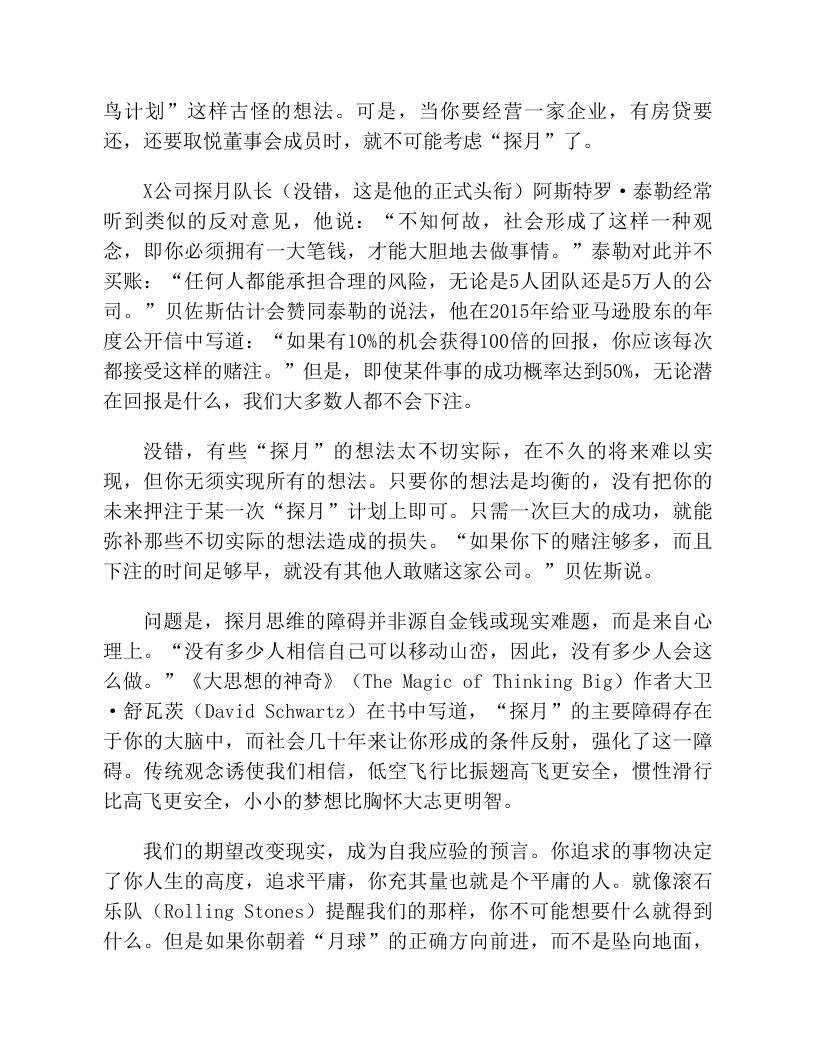 鸟计划”这样古怪的想法。可是，当你要经营一家企业，有房贷要
还，还要取悦董事会成员时，就不可能考虑“探月”了。
X公司探月队长（没错，这是他的正式头衔）阿斯特罗·泰勒经常
听到类似的反对意见，他说：“不知何故，社会形成了这样一种观
念，即你必须拥有一大笔钱，才能大胆地去做事情。”泰勒对此并不
买账：“任何人都能承担合理的风险，无论是5人团队还是5万人的公
司。”贝佐斯估计会赞同泰勒的说法，他在2015年给亚马逊股东的年
度公开信中写道：“如果有10%的机会获得100倍的回报，你应该每次
都接受这样的赌注。”但是，即使某件事的成功概率达到50%，无论潜
在回报是什么，我们大多数人都不会下注。
没错，有些“探月”的想法太不切实际，在不久的将来难以实
现，但你无须实现所有的想法。只要你的想法是均衡的，没有把你的
未来押注于某一次“探月”计划上即可。只需一次巨大的成功，就能
弥补那些不切实际的想法造成的损失。“如果你下的赌注够多，而且
下注的时间足够早，就没有其他人敢赌这家公司。”贝佐斯说。
问题是，探月思维的障碍并非源自金钱或现实难题，而是来自心
理上。“没有多少人相信自己可以移动山峦，因此，没有多少人会这
么做。”《大思想的神奇》（The Magic of Thinking Big）作者大卫
·舒瓦茨（David Schwartz）在书中写道，“探月”的主要障碍存在
于你的大脑中，而社会几十年来让你形成的条件反射，强化了这一障
碍。传统观念诱使我们相信，低空飞行比振翅高飞更安全，惯性滑行
比高飞更安全，小小的梦想比胸怀大志更明智。
我们的期望改变现实，成为自我应验的预言。你追求的事物决定
了你人生的高度，追求平庸，你充其量也就是个平庸的人。就像滚石
乐队（Rolling Stones）提醒我们的那样，你不可能想要什么就得到
什么。但是如果你朝着“月球”的正确方向前进，而不是坠向地面，